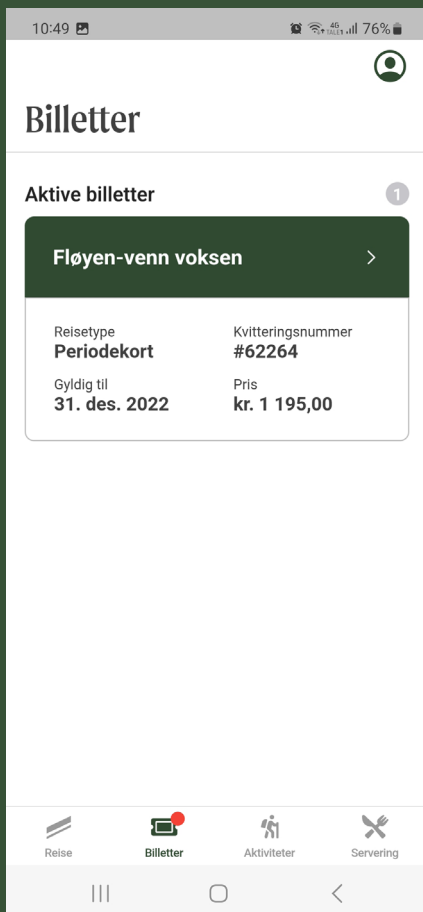 10:49 4G 76%
Billetter
Aktive billetter 1
Fløyen-venn voksen
Reisetype Kvitteringsnummer
Periodekort #62264
Gyldig til Pris
31. des. 2022 kr. 1 195,00
Reise Billetter Aktiviteter Servering